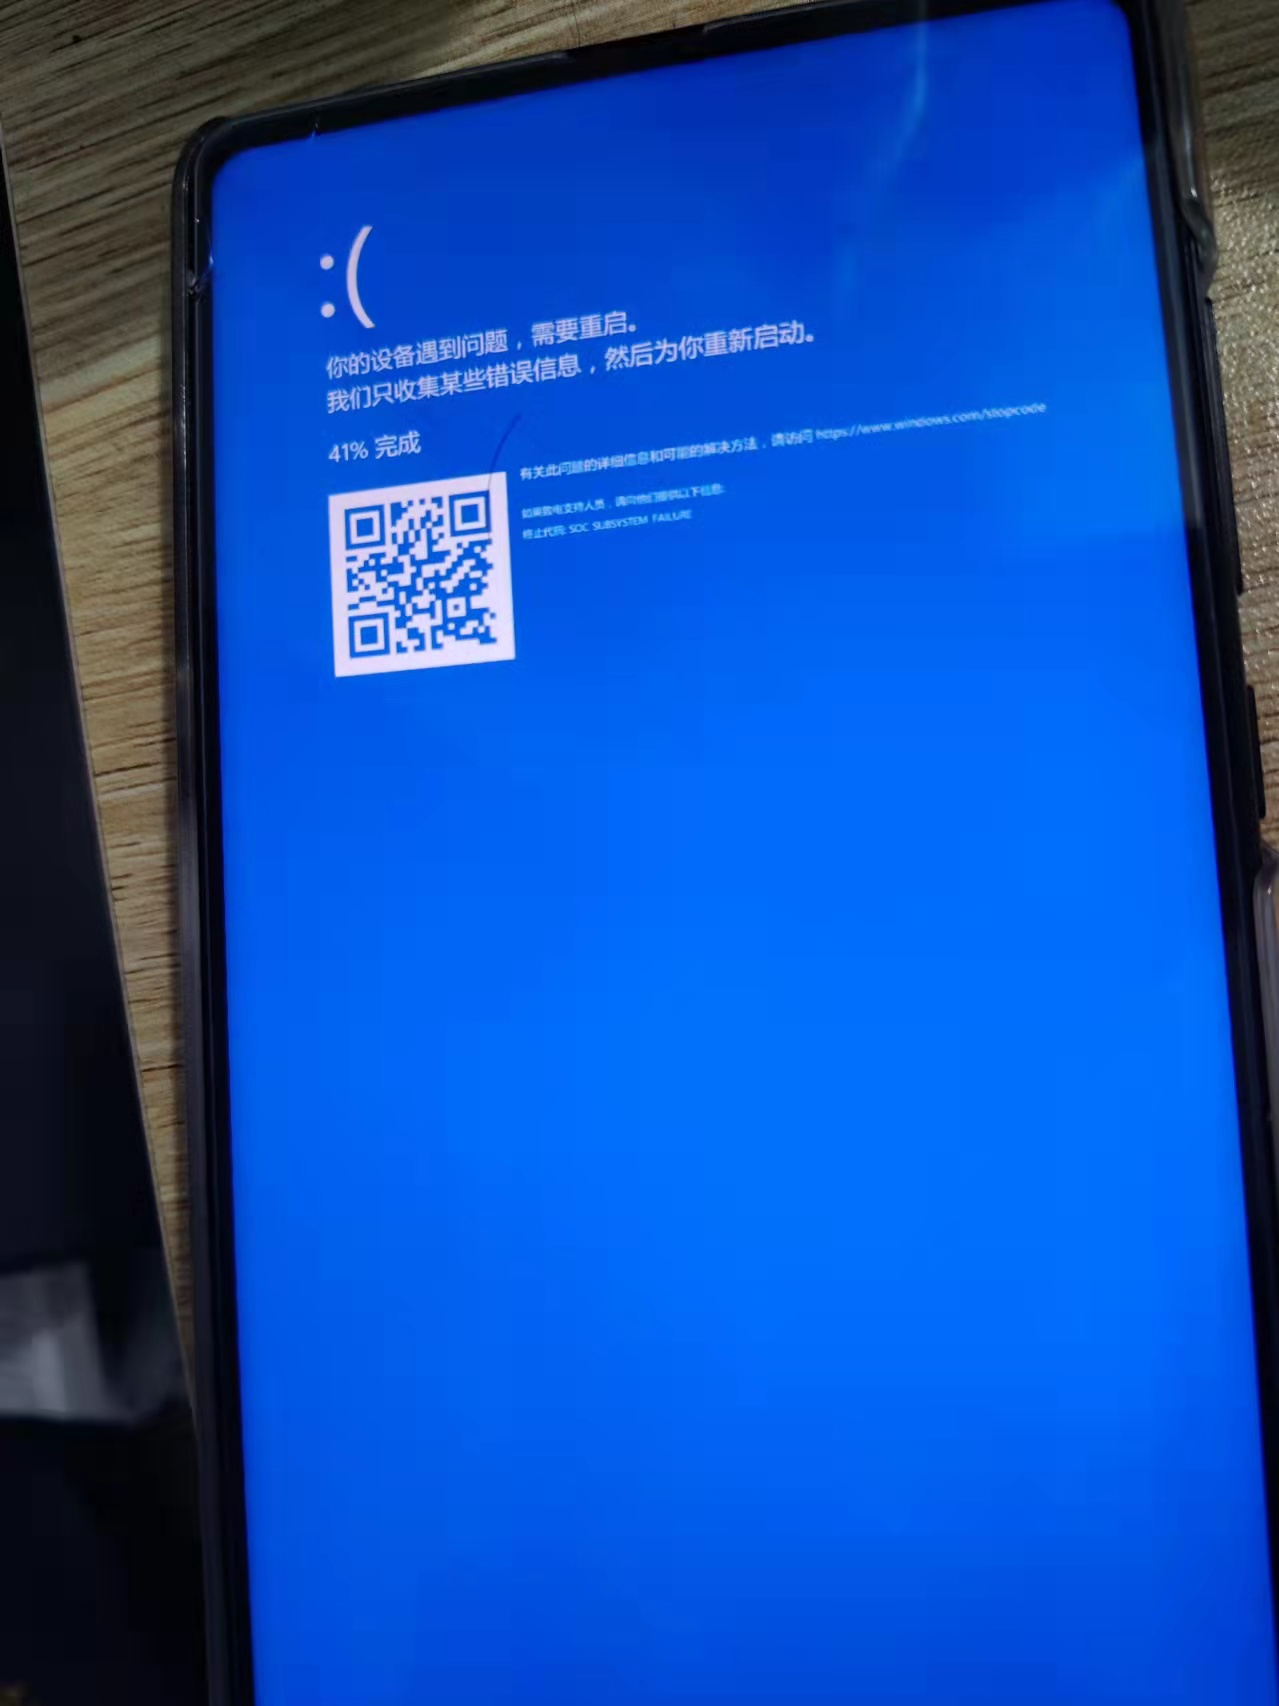 :(
你的设备遇到问题，需要重启。
我们只收集某些错误信息，然后为你重新启动。
41% 完成
有关此问题的详细信息和可能的解决方法，请访问 https://www.windows.com/stopcode
如果致电支持人员，请向他们提供以下信息:
终止代码: SOC SUBSYSTEM FAILURE